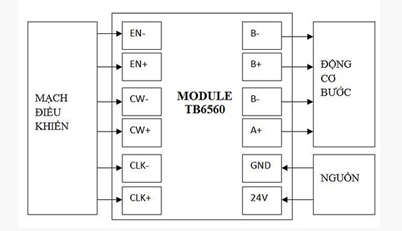 EN-
B-
EN+
B+
ĐỘNG
CƠ
BƯỚC
MẠCH
ĐIỀU
KHIỂN
CW-
MODULE
TB6560
B-
CW+
A+
CLK-
GND
NGUỒN
CLK+
24V